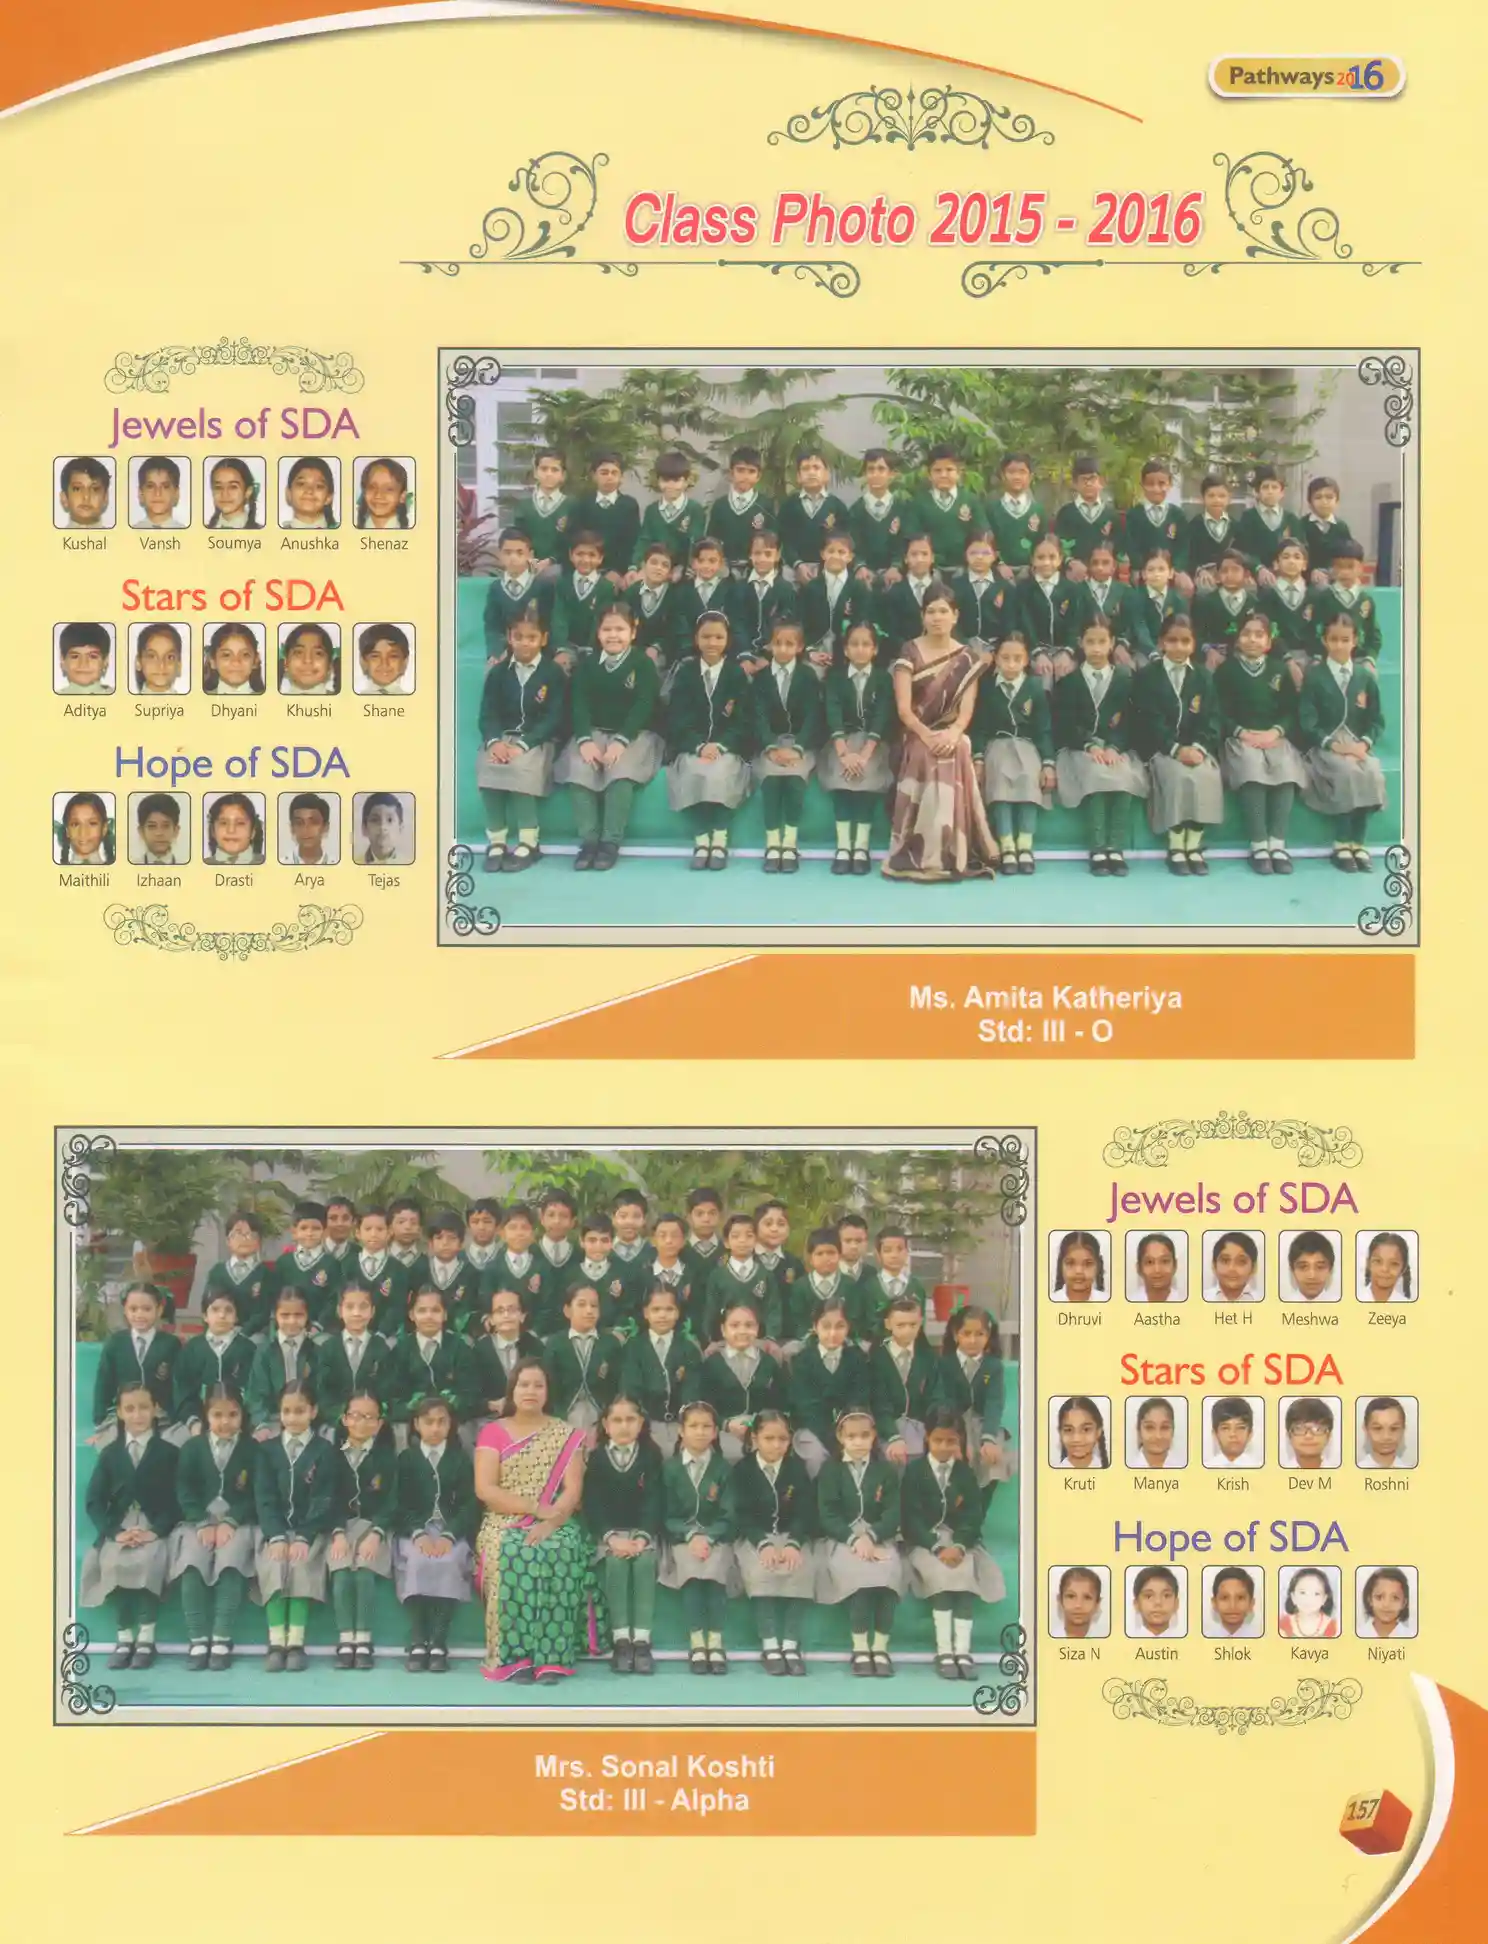 Pathways 2016
Class Photo 2015 - 2016
Jewels of SDA
Kushal Vansh Soumya Anushka Shenaz
Stars of SDA
Aditya Supriya Dhyani Khushi Shane
Hope of SDA
Maithili Izhaan Drasti Arya Tejas
Ms. Amita Katheriya
Std: III - O
Jewels of SDA
Dhruvi Aastha Het H Meshwa Zeeya
Stars of SDA
Kruti Manya Krish Dev M Roshni
Hope of SDA
Siza N Austin Shlok Kavya Niyati
Mrs. Sonal Koshti
Std: III - Alpha
157